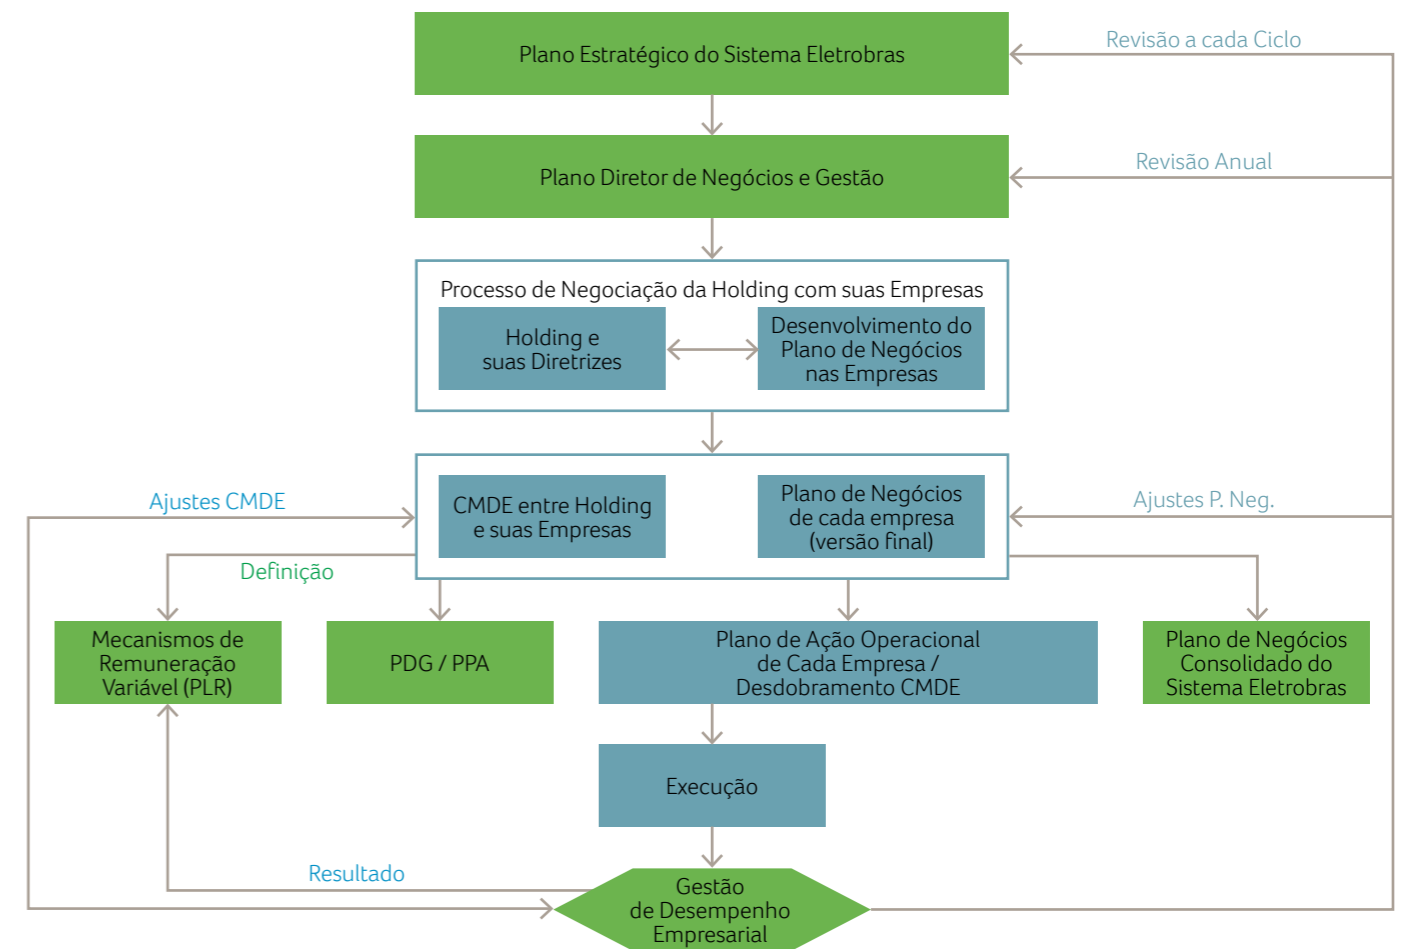 Plano Estratégico do Sistema Eletrobras
Revisão a cada Ciclo
Plano Diretor de Negócios e Gestão
Revisão Anual
Processo de Negociação da Holding com suas Empresas
Holding e
suas Diretrizes
Desenvolvimento do
Plano de Negócios
nas Empresas
Ajustes CMDE
CMDE entre Holding
e suas Empresas
Plano de Negócios
de cada empresa
(versão final)
Ajustes P. Neg.
Definição
Mecanismos de
Remuneração
Variável (PLR)
PDG / PPA
Plano de Ação Operacional
de Cada Empresa /
Desdobramento CMDE
Plano de Negócios
Consolidado do
Sistema Eletrobras
Execução
Resultado
Gestão
de Desempenho
Empresarial